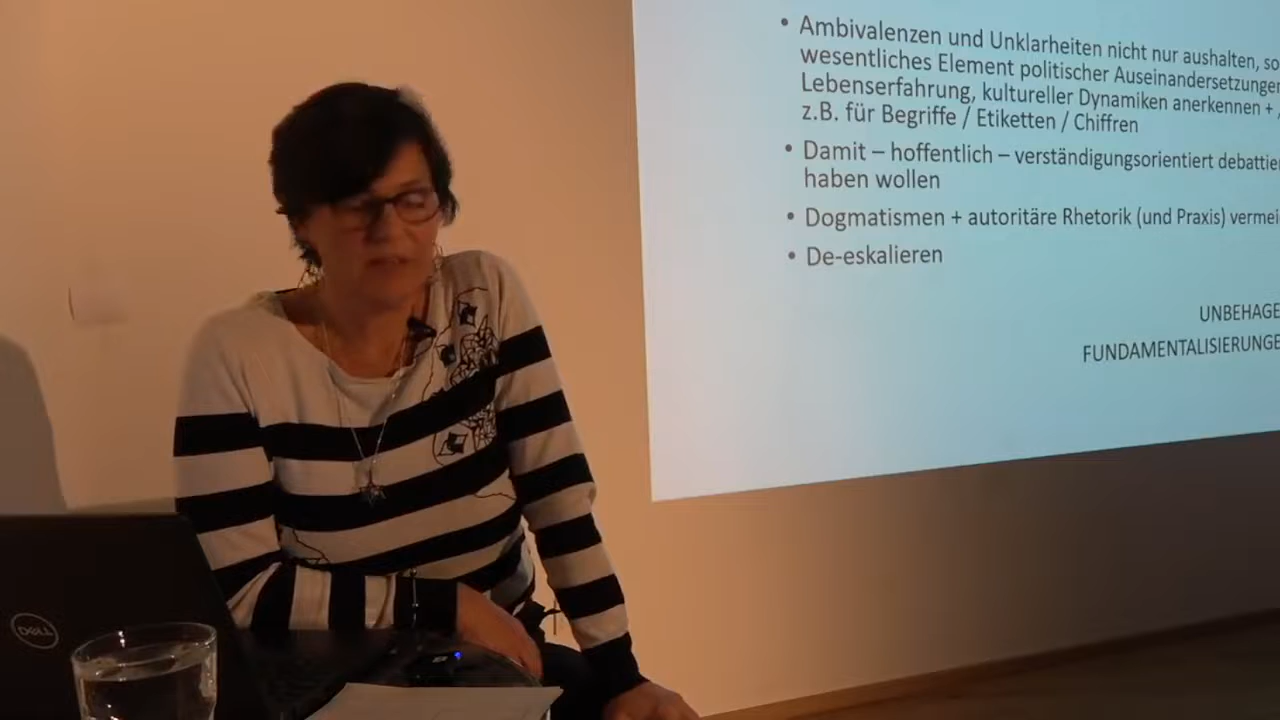 • Ambivalenzen und Unklarheiten nicht nur aushalten, so
wesentliches Element politischer Auseinandersetzungen
Lebenserfahrung, kultureller Dynamiken anerkennen +
z.B. für Begriffe / Etiketten / Chiffren
• Damit – hoffentlich – verständigungsorientiert debattie
haben wollen
• Dogmatismen + autoritäre Rhetorik (und Praxis) vermei
• De-eskalieren
UNBEHAGE
FUNDAMENTALISIERUNGE
DELL